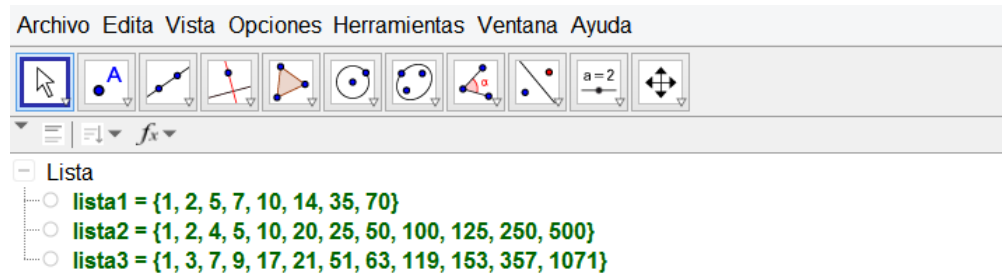 Archivo Edita Vista Opciones Herramientas Ventana Ayuda
A α a = 2
fx
Lista
lista1 = {1, 2, 5, 7, 10, 14, 35, 70}
lista2 = {1, 2, 4, 5, 10, 20, 25, 50, 100, 125, 250, 500}
lista3 = {1, 3, 7, 9, 17, 21, 51, 63, 119, 153, 357, 1071}